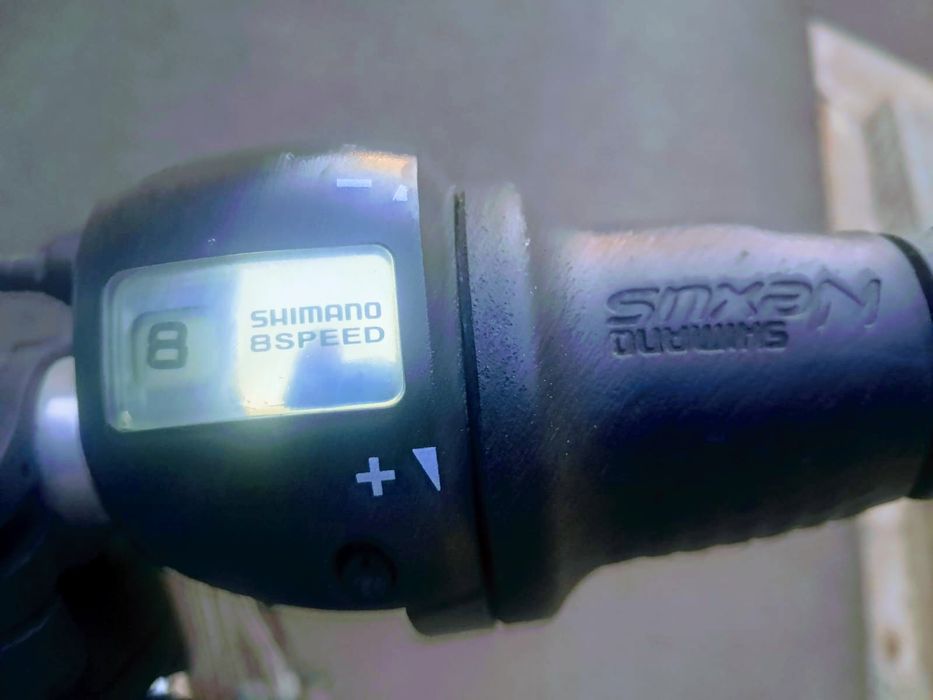 −
8
SHIMANO
8SPEED
+
Nexus
SHIMANO